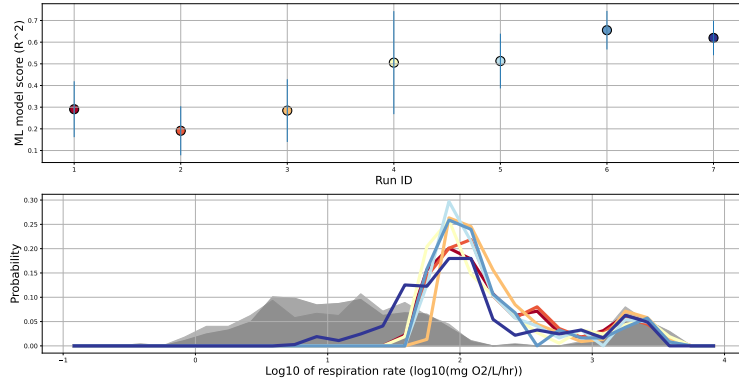 ML model score (R^2)
0.7
0.6
0.5
0.4
0.3
0.2
0.1
1 2 3 4 5 6 7
Run ID
Probability
0.30
0.25
0.20
0.15
0.10
0.05
0.00
−1 0 1 2 3 4
Log10 of respiration rate (log10(mg O2/L/hr))